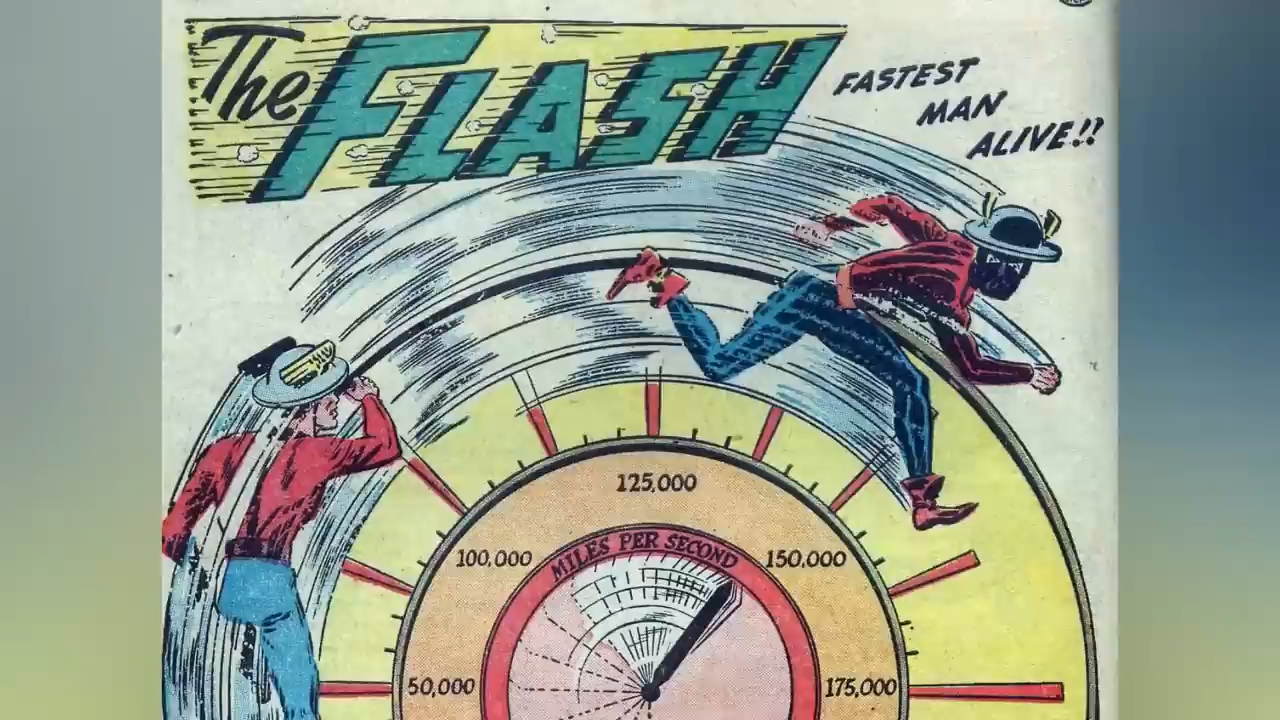 The FLASH
FASTEST
MAN
ALIVE!!
125,000
100,000
MILES PER SECOND
150,000
50,000
175,000